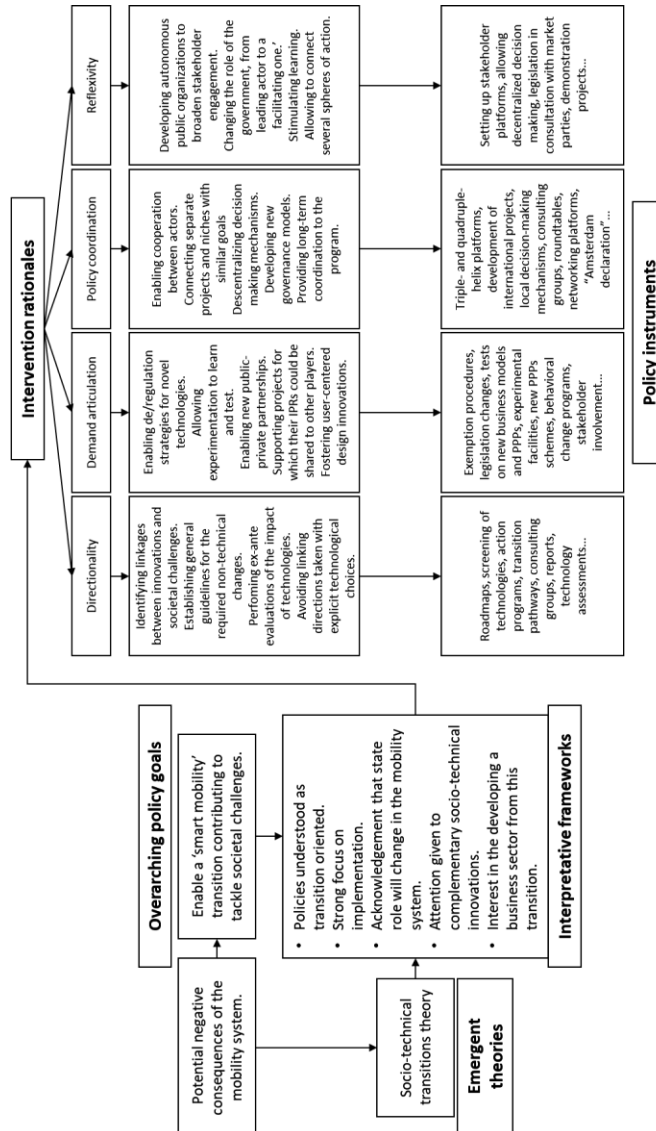 Overarching policy goals
Potential negative
consequences of the
mobility system.
Enable a ‘smart mobility’
transition contributing to
tackle societal challenges.
Socio-technical
transitions theory
Emergent
theories
• Policies understood as
transition oriented.
• Strong focus on
implementation.
• Acknowledgement that state
role will change in the mobility
system.
• Attention given to
complementary socio-technical
innovations.
• Interest in the developing a
business sector from this
transition.
Interpretative frameworks
Intervention rationales
Directionality
Demand articulation
Policy coordination
Reflexivity
Identifying linkages
between innovations and
societal challenges.
Establishing general
guidelines for the
required non-technical
changes.
Perfoming ex-ante
evaluations of the impact
of technologies.
Avoiding linking
directions taken with
explicit technological
choices.
Enabling de/regulation
strategies for novel
technologies.
Allowing
experimentation to learn
and test.
Enabling new public-
private partnerships.
Supporting projects for
which their IPRs could be
shared to other players.
Fostering user-centered
design innovations.
Enabling cooperation
between actors.
Connecting separate
projects and niches with
similar goals
Descentralizing decision
making mechanisms.
Developing new
governance models.
Providing long-term
coordination to the
program.
Developing autonomous
public organizations to
broaden stakeholder
engagement.
Changing the role of the
government, from
leading actor to a
facilitating one.’
Stimulating learning.
Allowing to connect
several spheres of action.
Roadmaps, screening of
technologies, action
programs, transition
pathways, consulting
groups, reports,
technology
assessments...
Exemption procedures,
legislation changes, tests
on new business models
and PPPs, experimental
facilities, new PPPs
schemes, behavioral
change programs,
stakeholder
involvement...
Triple- and quadruple-
helix platforms,
development of
international projects,
local decision-making
mechanisms, consulting
groups, roundtables,
networking platforms,
“Amsterdam
declaration”...
Setting up stakeholder
platforms, allowing
decentralized decision
making, legislation in
consultation with market
parties, demonstration
projects...
Policy instruments